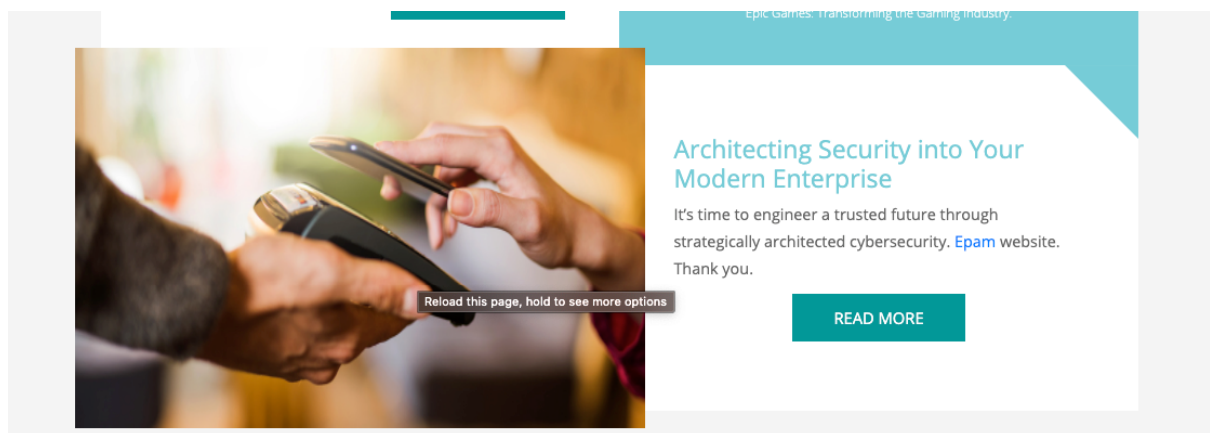 Epic Games. Transforming the Gaming Industry.
Architecting Security into Your
Modern Enterprise
It's time to engineer a trusted future through
strategically architected cybersecurity. Epam website.
Thank you.
Reload this page, hold to see more options
READ MORE